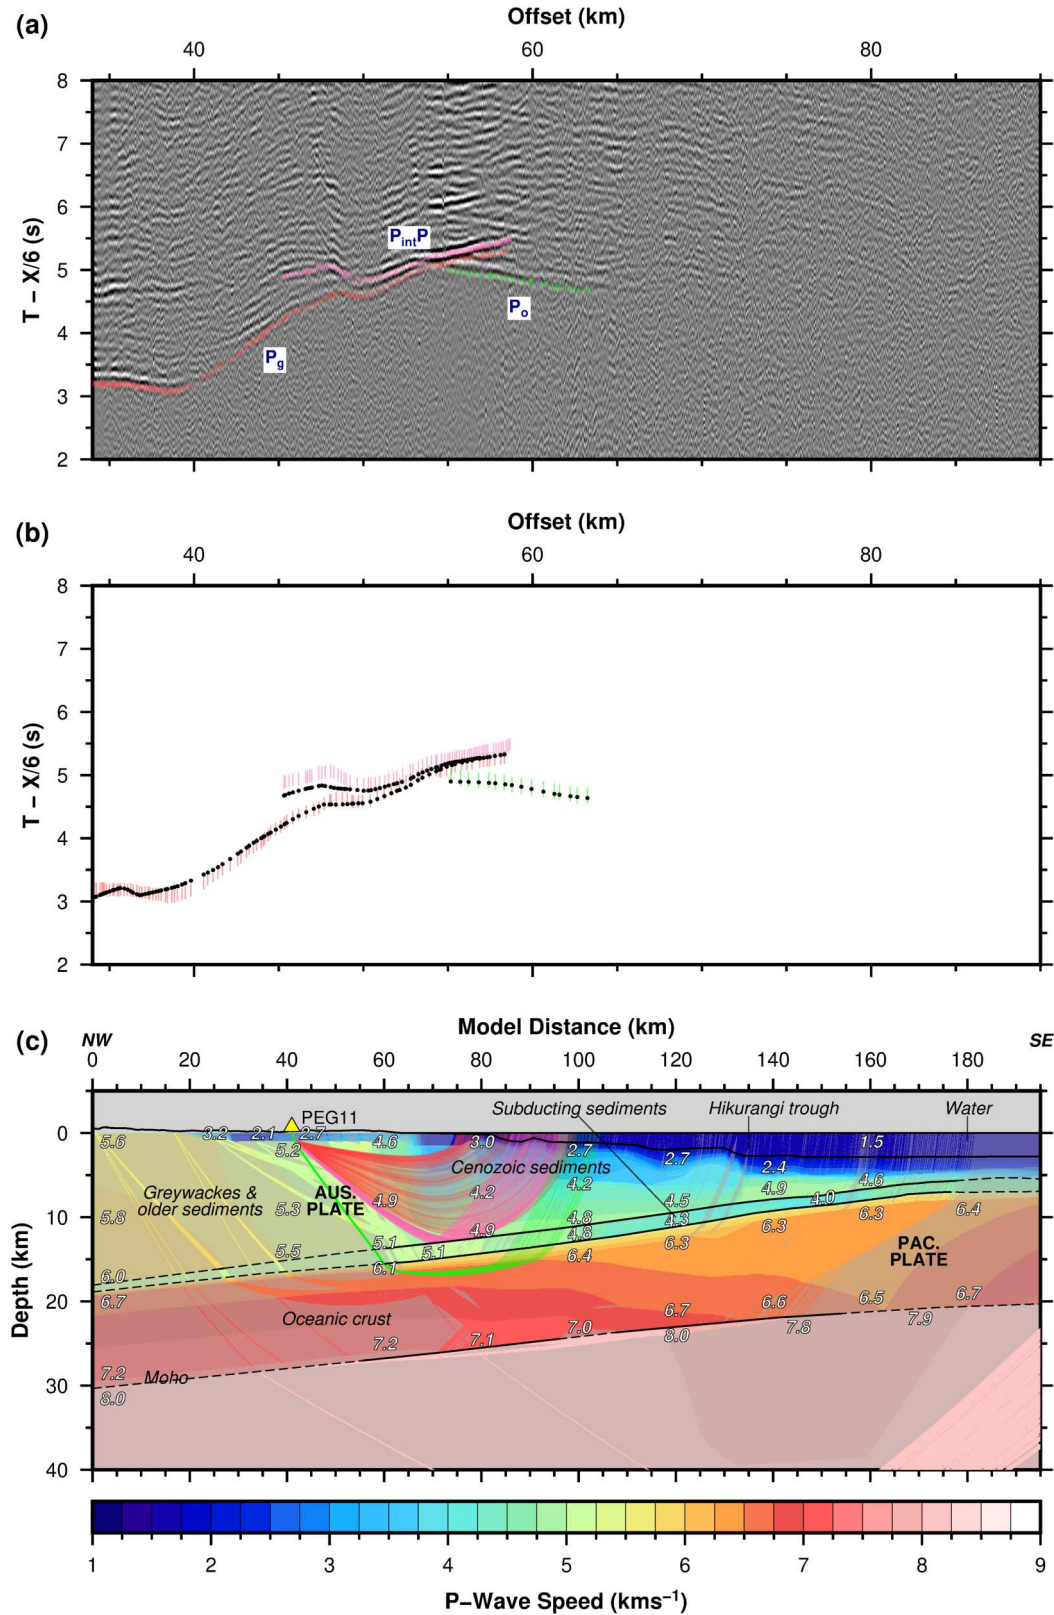 (a)
Offset (km)
40 60 80
8
7
6
5
4
3
2
T − X/6 (s)
PintP
Po
Pg
(b)
Offset (km)
40 60 80
8
7
6
5
4
3
2
T − X/6 (s)
(c)
Model Distance (km)
NW SE
0 20 40 60 80 100 120 140 160 180
Subducting sediments Hikurangi trough Water
PEG11
0
10
20
30
40
Depth (km)
5.6 3.2 2.1 2.7 4.6 3.0 2.7 2.7 2.4 1.5
5.2
Cenozoic sediments
Greywackes &
older sediments
AUS.
PLATE
5.8 5.3 4.9 4.2 4.2 4.5 4.9 4.6
4.0
5.5 5.1 4.9 4.8 4.3
5.1 4.8
6.0 6.1 6.4 6.3 6.3 6.3 6.4
PAC.
PLATE
6.7 6.7 6.6 6.5 6.7
Oceanic crust
7.2 7.2 7.1 7.0
8.0 8.0 7.8 7.9
Moho
1 2 3 4 5 6 7 8 9
P−Wave Speed (kms−1)